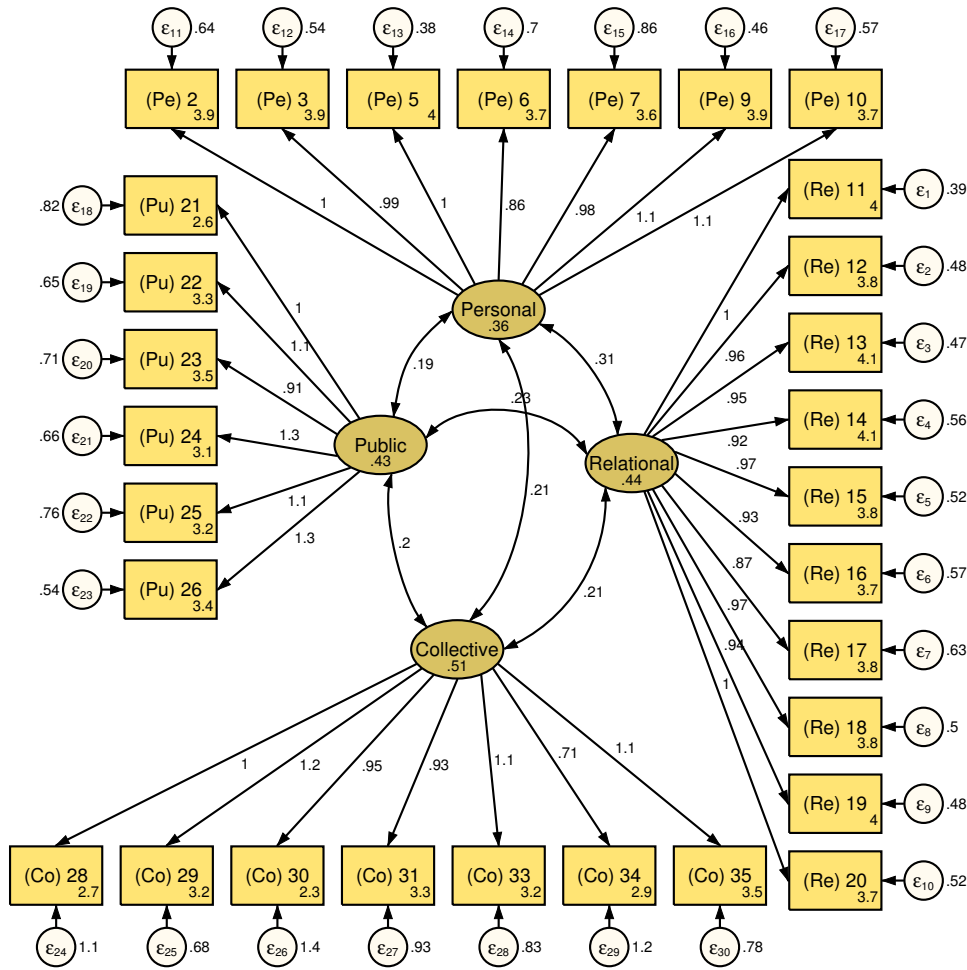 ε11 .64 ε12 .54 ε13 .38 ε14 .7 ε15 .86 ε16 .46 ε17 .57
(Pe) 2 3.9 (Pe) 3 3.9 (Pe) 5 4 (Pe) 6 3.7 (Pe) 7 3.6 (Pe) 9 3.9 (Pe) 10 3.7
1 .99 1 .86 .98 1.1 1.1
.82 ε18 (Pu) 21 2.6
.65 ε19 (Pu) 22 3.3
.71 ε20 (Pu) 23 3.5
.66 ε21 (Pu) 24 3.1
.76 ε22 (Pu) 25 3.2
.54 ε23 (Pu) 26 3.4
1
1.1
.91
1.3
1.1
1.3
Personal
.36
.19
.31
.23
Public
.43
Relational
.44
.21
.2
.21
Collective
.51
(Re) 11 4 ε1 .39
(Re) 12 3.8 ε2 .48
(Re) 13 4.1 ε3 .47
(Re) 14 4.1 ε4 .56
(Re) 15 3.8 ε5 .52
(Re) 16 3.7 ε6 .57
(Re) 17 3.8 ε7 .63
(Re) 18 3.8 ε8 .5
(Re) 19 4 ε9 .48
(Re) 20 3.7 ε10 .52
1
.96
.95
.92
.97
.93
.87
.97
.94
1
1 1.2 .95 .93 1.1 .71 1.1
(Co) 28 2.7 (Co) 29 3.2 (Co) 30 2.3 (Co) 31 3.3 (Co) 33 3.2 (Co) 34 2.9 (Co) 35 3.5
ε24 1.1 ε25 .68 ε26 1.4 ε27 .93 ε28 .83 ε29 1.2 ε30 .78